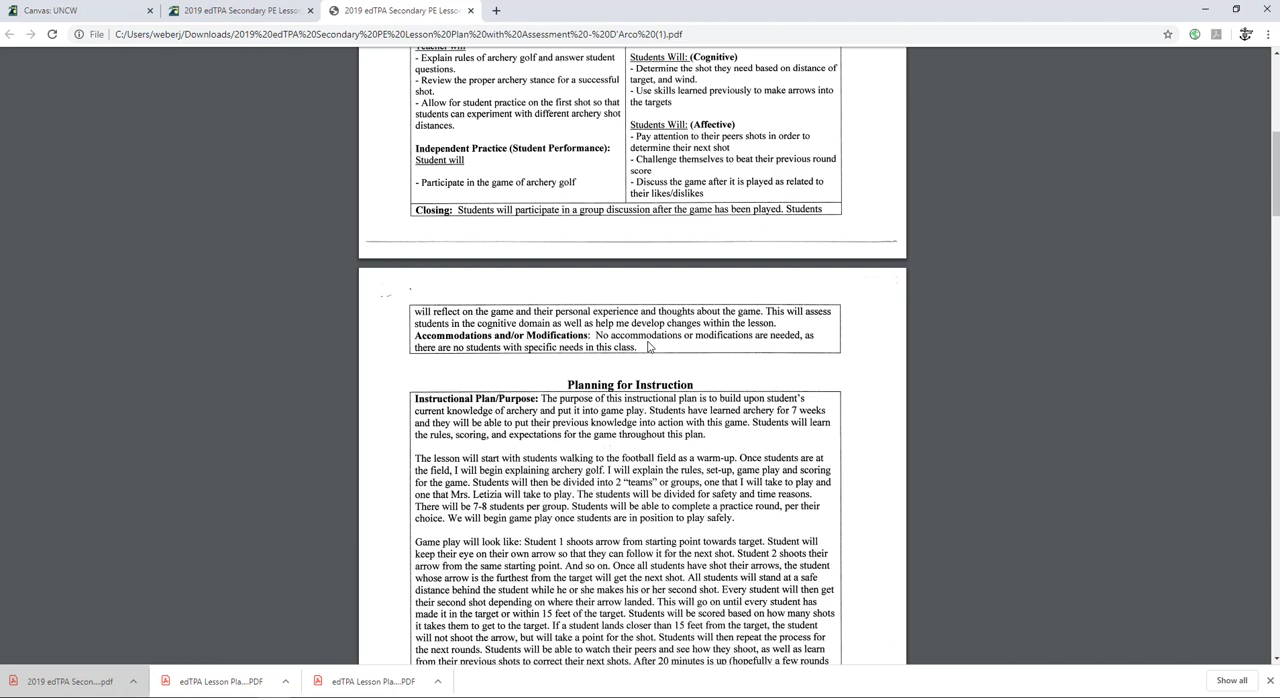 Canvas: UNCW
2019 edTPA Secondary PE Lesso
2019 edTPA Secondary PE Lesso
File | C:/Users/weberj/Downloads/2019%20edTPA%20Secondary%20PE%20Lesson%20Plan%20with%20Assessment%20-%20D'Arco%20(1).pdf
Teacher will
- Explain rules of archery golf and answer student
questions.
- Review the proper archery stance for a successful
shot.
- Allow for student practice on the first shot so that
students can experiment with different archery shot
distances.
Independent Practice (Student Performance):
Student will
- Participate in the game of archery golf
Students Will: (Cognitive)
- Determine the shot they need based on distance of
target, and wind.
- Use skills learned previously to make arrows into
the targets
Students Will: (Affective)
- Pay attention to their peers shots in order to
determine their next shot
- Challenge themselves to beat their previous round
score
- Discuss the game after it is played as related to
their likes/dislikes
Closing: Students will participate in a group discussion after the game has been played. Students
will reflect on the game and their personal experience and thoughts about the game. This will assess
students in the cognitive domain as well as help me develop changes within the lesson.
Accommodations and/or Modifications: No accommodations or modifications are needed, as
there are no students with specific needs in this class.
Planning for Instruction
Instructional Plan/Purpose: The purpose of this instructional plan is to build upon student's
current knowledge of archery and put it into game play. Students have learned archery for 7 weeks
and they will be able to put their previous knowledge into action with this game. Students will learn
the rules, scoring, and expectations for the game throughout this plan.
The lesson will start with students walking to the football field as a warm-up. Once students are at
the field, I will begin explaining archery golf. I will explain the rules, set-up, game play and scoring
for the game. Students will then be divided into 2 “teams” or groups, one that I will take to play and
one that Mrs. Letizia will take to play. The students will be divided for safety and time reasons.
There will be 7-8 students per group. Students will be able to complete a practice round, per their
choice. We will begin game play once students are in position to play safely.
Game play will look like: Student 1 shoots arrow from starting point towards target. Student will
keep their eye on their own arrow so that they can follow it for the next shot. Student 2 shoots their
arrow from the same starting point. And so on. Once all students have shot their arrows, the student
whose arrow is the furthest from the target will get the next shot. All students will stand at a safe
distance behind the student while he or she makes his or her second shot. Every student will then get
their second shot depending on where their arrow landed. This will go on until every student has
made it in the target or within 15 feet of the target. Students will be scored based on how many shots
it takes them to get to the target. If a student lands closer than 15 feet from the target, the student
will not shoot the arrow, but will take a point for the shot. Students will then repeat the process for
the next rounds. Students will be able to watch their peers and see how they shoot, as well as learn
from their previous shots to correct their next shots. After 20 minutes is up (hopefully a few rounds
2019 edTPA Secon....pdf
edTPA Lesson Pla....PDF
edTPA Lesson Pla....PDF
Show all